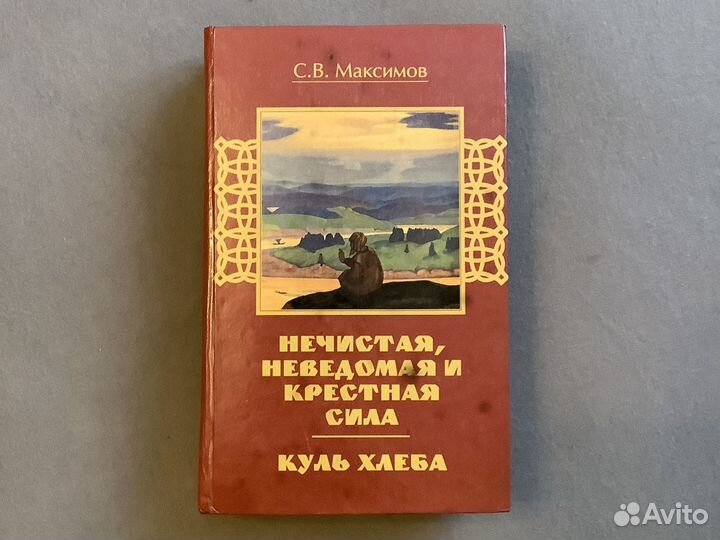 С.В. Максимов
НЕЧИСТАЯ,
НЕВЕДОМАЯ И
КРЕСТНАЯ
СИЛА
КУЛЬ ХЛЕБА
Avito